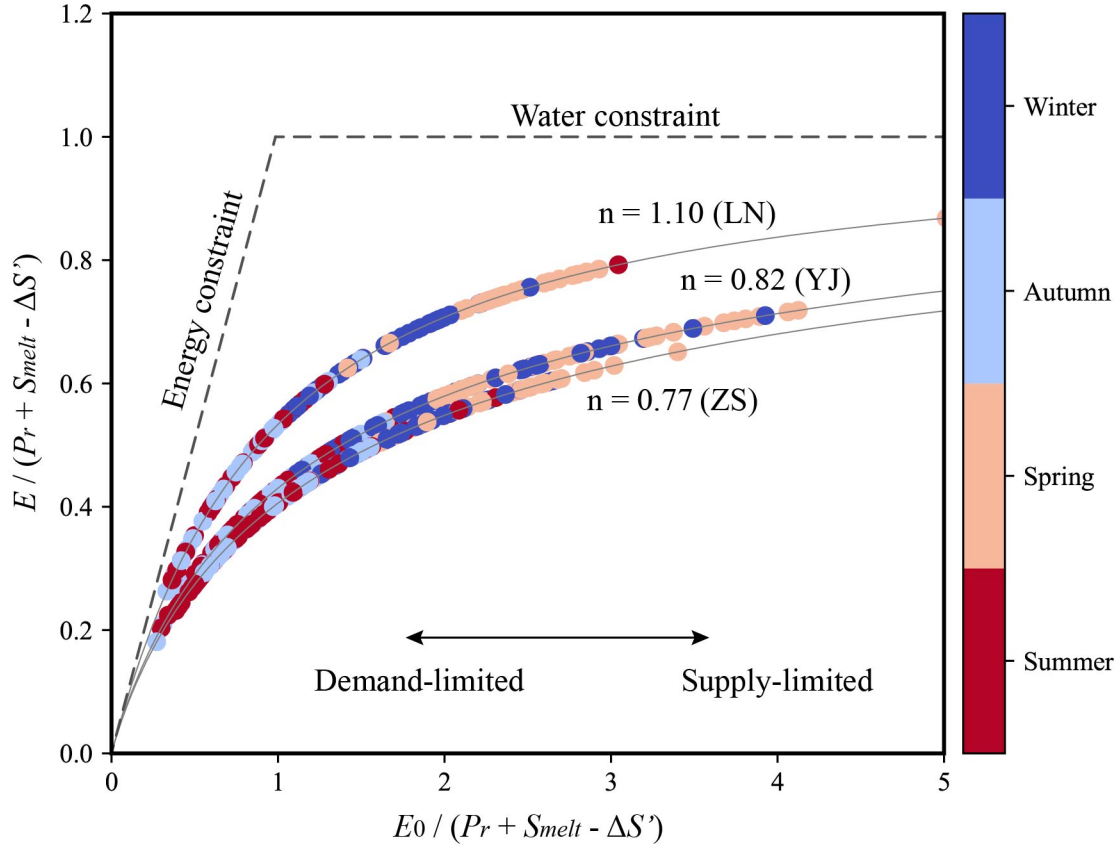 1.2
1.0
0.8
0.6
0.4
0.2
0.0
E / (Pr + Smelt - ΔS’)
Water constraint
Energy constraint
n = 1.10 (LN)
n = 0.82 (YJ)
n = 0.77 (ZS)
Demand-limited
Supply-limited
0
1
2
3
4
5
E0 / (Pr + Smelt - ΔS’)
Winter
Autumn
Spring
Summer